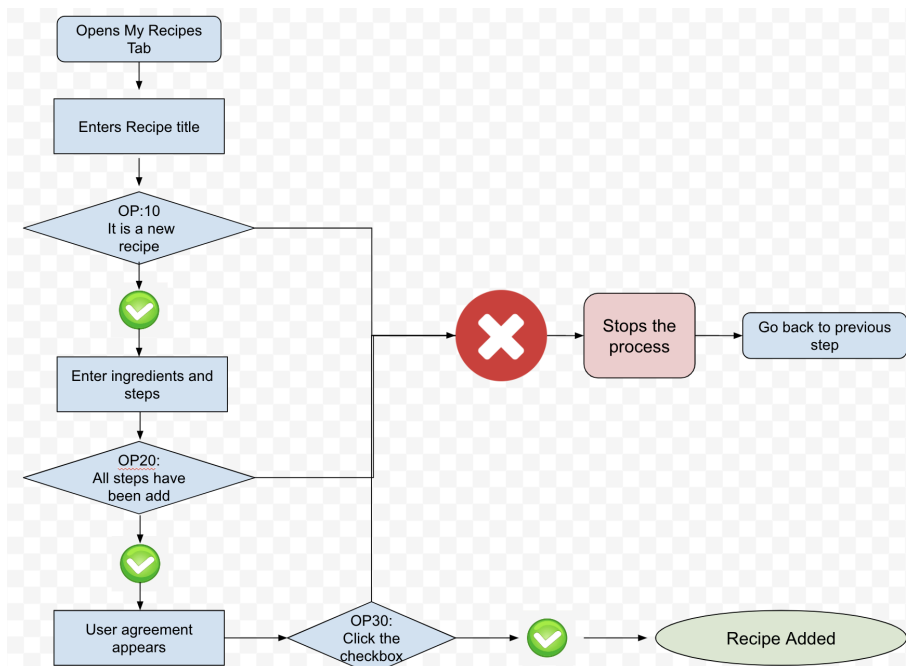 Opens My Recipes
Tab
Enters Recipe title
OP:10
It is a new
recipe
Enter ingredients and
steps
OP20:
All steps have
been add
User agreement
appears
OP30:
Click the
checkbox
Stops the
process
Go back to previous
step
Recipe Added